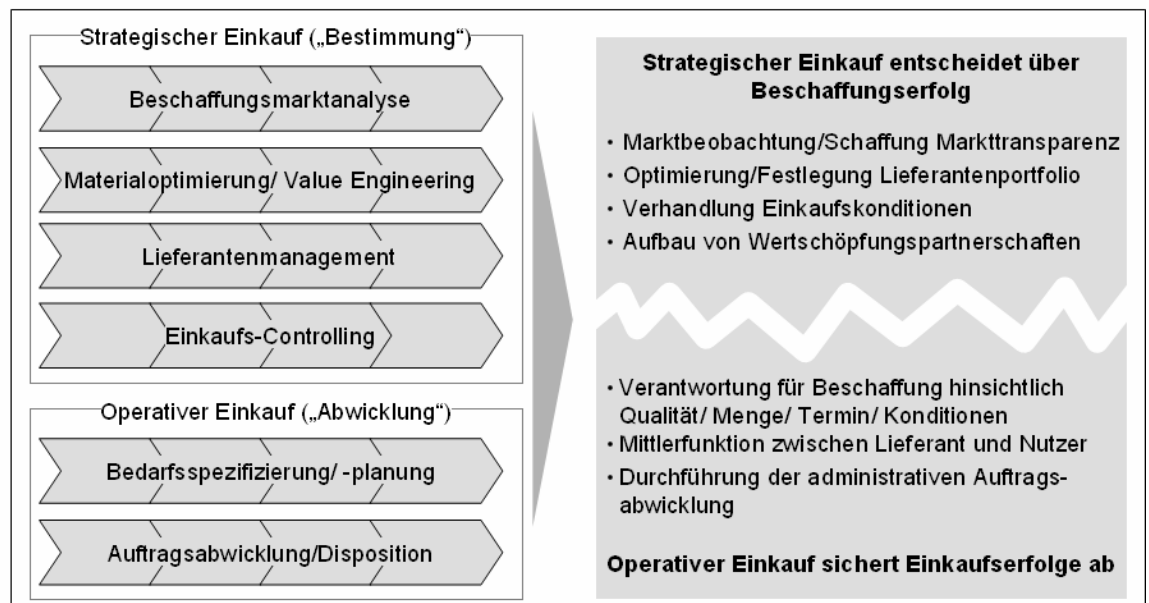 Strategischer Einkauf („Bestimmung“)
Beschaffungsmarktanalyse
Materialoptimierung/ Value Engineering
Lieferantenmanagement
Einkaufs-Controlling
Operativer Einkauf („Abwicklung“)
Bedarfsspezifizierung/ -planung
Auftragsabwicklung/Disposition
Strategischer Einkauf entscheidet über
Beschaffungserfolg
• Marktbeobachtung/Schaffung Markttransparenz
• Optimierung/Festlegung Lieferantenportfolio
• Verhandlung Einkaufskonditionen
• Aufbau von Wertschöpfungspartnerschaften
• Verantwortung für Beschaffung hinsichtlich
Qualität/ Menge/ Termin/ Konditionen
• Mittlerfunktion zwischen Lieferant und Nutzer
• Durchführung der administrativen Auftrags-
abwicklung
Operativer Einkauf sichert Einkaufserfolge ab